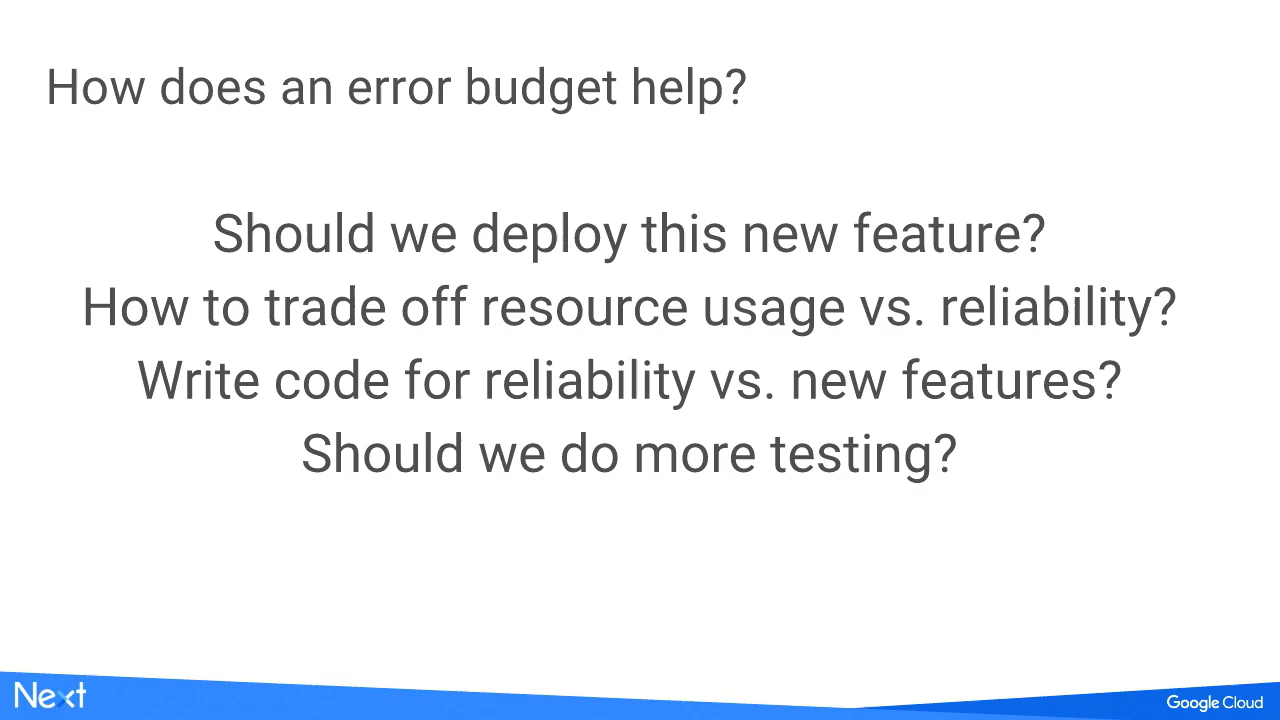 How does an error budget help?
Should we deploy this new feature?
How to trade off resource usage vs. reliability?
Write code for reliability vs. new features?
Should we do more testing?
Next
Google Cloud